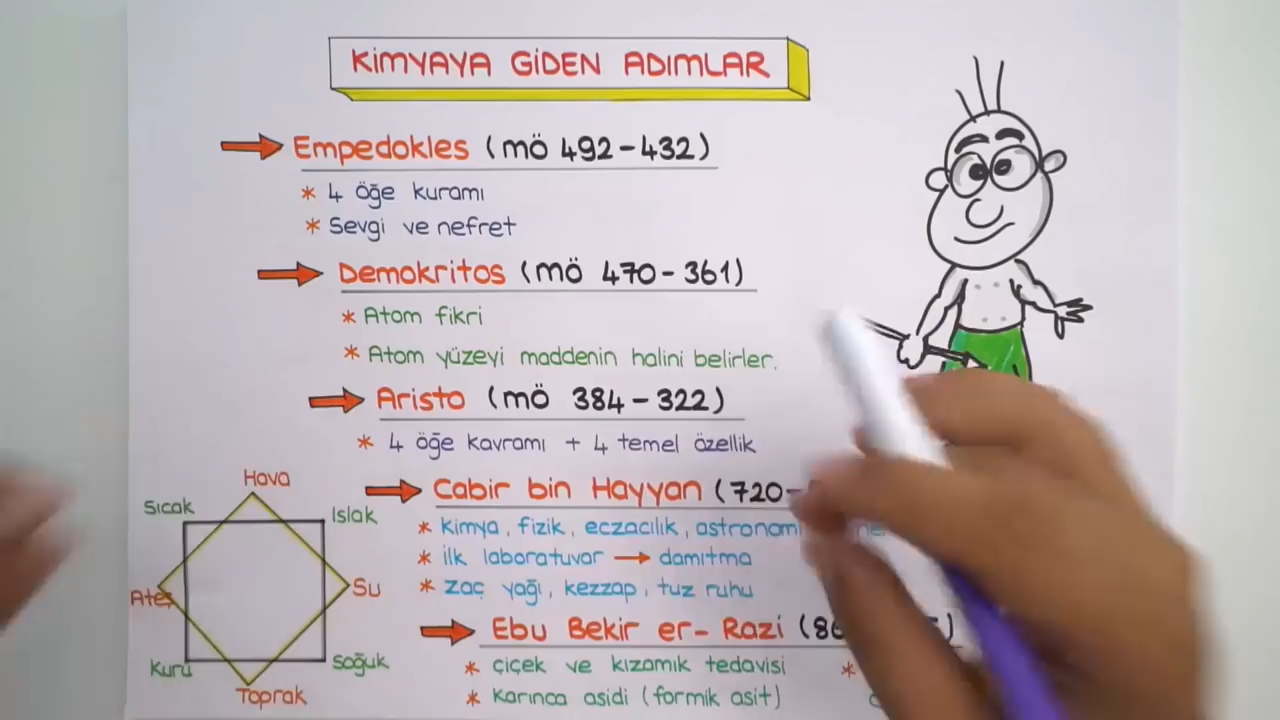 KİMYAYA GİDEN ADIMLAR
Empedokles (mö 492-432)
* 4 öğe kuramı
* Sevgi ve nefret
Demokritos (mö 470-361)
* Atom fikri
* Atom yüzeyi maddenin halini belirler.
Aristo (mö 384-322)
* 4 öğe kavramı + 4 temel özellik
Hava
Sıcak
Islak
Ateş
Su
Kuru
Soğuk
Toprak
Cabir bin Hayyan (720-
* kimya, fizik, eczacılık, astronomi
* ilk laboratuvar → damıtma
* zaç yağı, kezzap, tuz ruhu
Ebu Bekir er-Razi
* çiçek ve kızamık tedavisi *
* karınca asidi (formik asit)